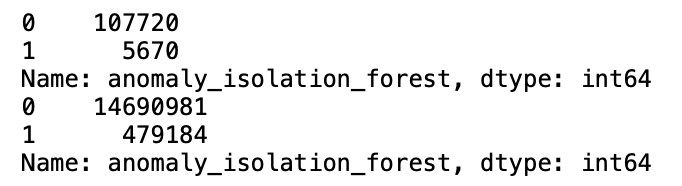 0    107720
1      5670
Name: anomaly_isolation_forest, dtype: int64
0    14690981
1      479184
Name: anomaly_isolation_forest, dtype: int64